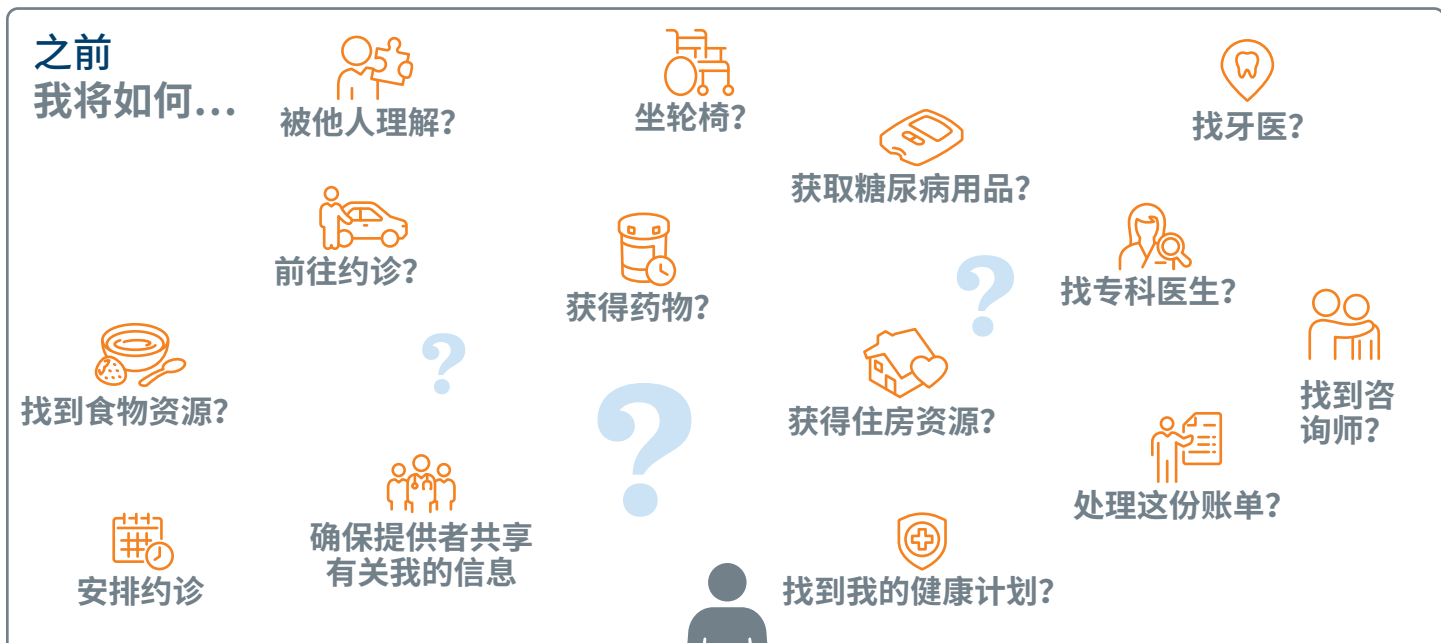 之前
我将如何…
被他人理解？
坐轮椅？
找牙医？
获取糖尿病用品？
前往约诊？
获得药物？
找专科医生？
找到食物资源？
获得住房资源？
找到咨
询师？
处理这份账单？
确保提供者共享
有关我的信息
安排约诊
找到我的健康计划？
?
?
?